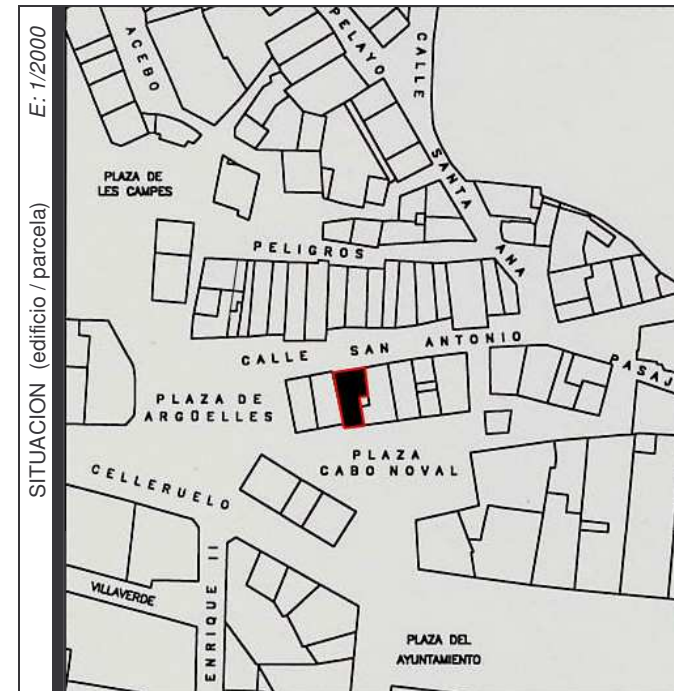 SITUACION (edificio / parcela) E: 1/2000
ACEBO
PELAYO
CALLE
SANTA ANA
PLAZA DE
LES CAMPES
PELIGROS
CALLE SAN ANTONIO
PASAJ
PLAZA DE
ARGÜELLES
PLAZA
CABO NOVAL
CELLERUELO
VILLAVERDE
ENRIQUE II
PLAZA DEL
AYUNTAMIENTO